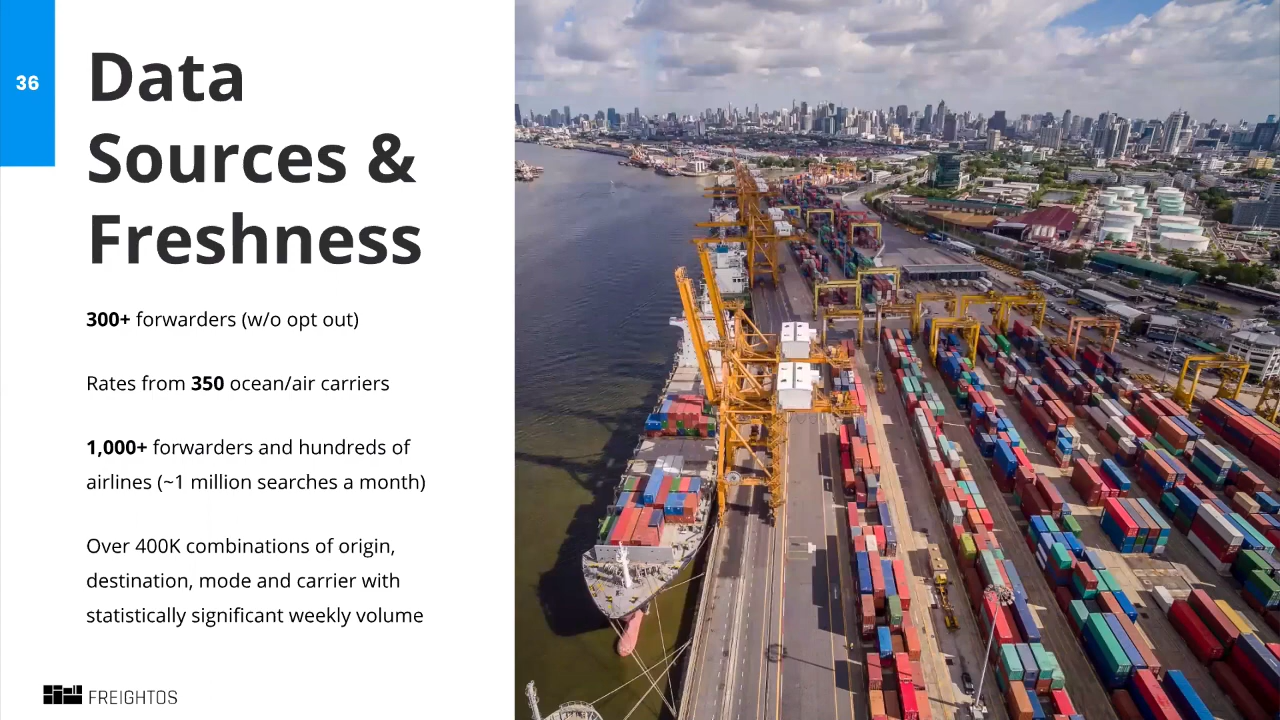 36
Data
Sources &
Freshness
300+ forwarders (w/o opt out)
Rates from 350 ocean/air carriers
1,000+ forwarders and hundreds of
airlines (~1 million searches a month)
Over 400K combinations of origin,
destination, mode and carrier with
statistically significant weekly volume
FREIGHTOS